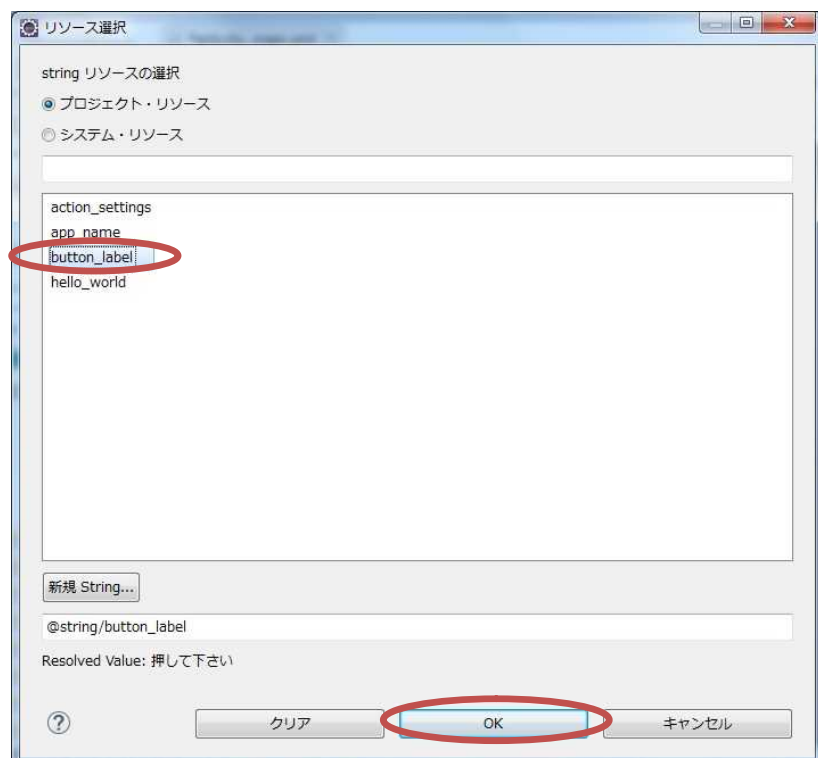 リソース選択
string リソースの選択
プロジェクト・リソース
システム・リソース
action_settings
app_name
button_label
hello_world
新規 String...
@string/button_label
Resolved Value: 押して下さい
?
クリア
OK
キャンセル